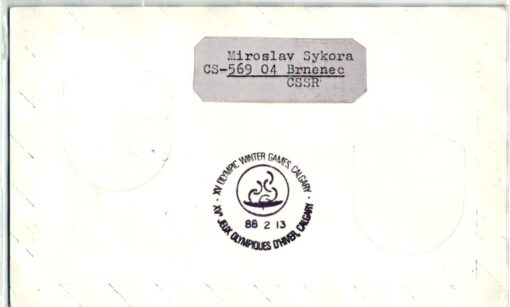 Miroslav Sykora
CS-569 04 Brnenec
CSSR
- XV OLYMPIC WINTER GAMES, CALGARY -
88 2 13
XVes JEUX OLYMPIQUES D'HIVER, CALGARY